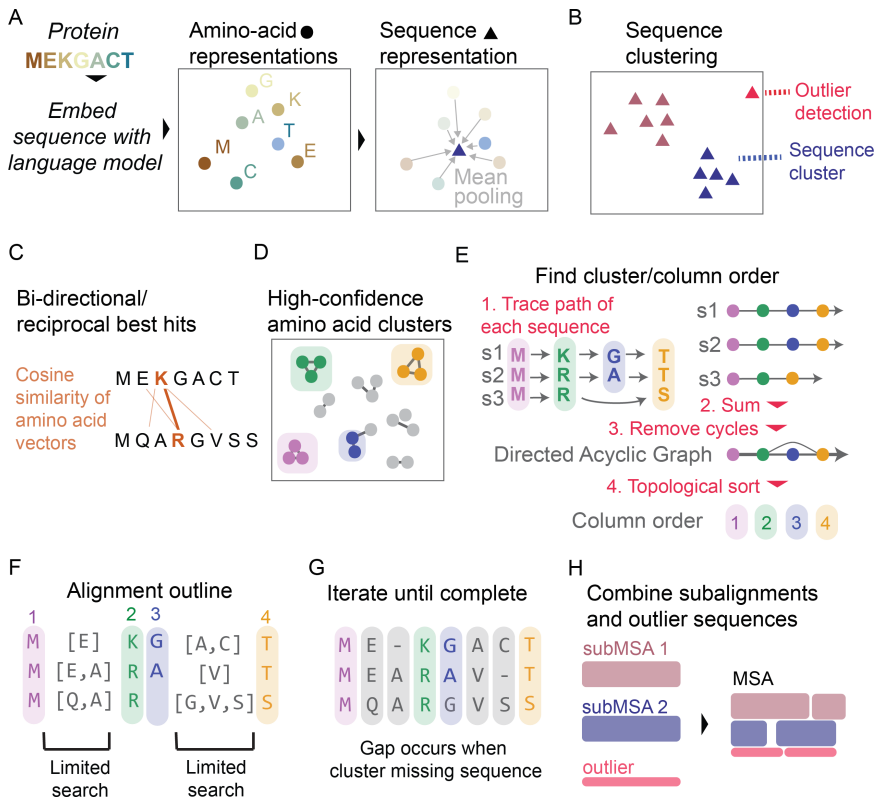 A
Protein
MEKGACT
Embed
sequence with
language model
Amino-acid
representations
G
K
A
T
M
E
C
Sequence
representation
Mean
pooling
B
Sequence
clustering
Outlier
detection
Sequence
cluster
C
Bi-directional/
reciprocal best hits
Cosine
similarity of
amino acid
vectors
M E K G A C T
M Q A R G V S S
D
High-confidence
amino acid clusters
E
Find cluster/column order
1. Trace path of
each sequence
s1 M K G T
s2 M R A T
s3 M R S
s1
s2
s3
2. Sum
3. Remove cycles
Directed Acyclic Graph
4. Topological sort
Column order 1 2 3 4
F
Alignment outline
1 2 3 4
M [E] K G [A,C] T
M [E,A] R A [V] T
M [Q,A] R [G,V,S] S
Limited
search
Limited
search
G
Iterate until complete
M E - K G A C T
M E A R A V - T
M Q A R G V S S
Gap occurs when
cluster missing sequence
H
Combine subalignments
and outlier sequences
subMSA 1
subMSA 2
outlier
MSA